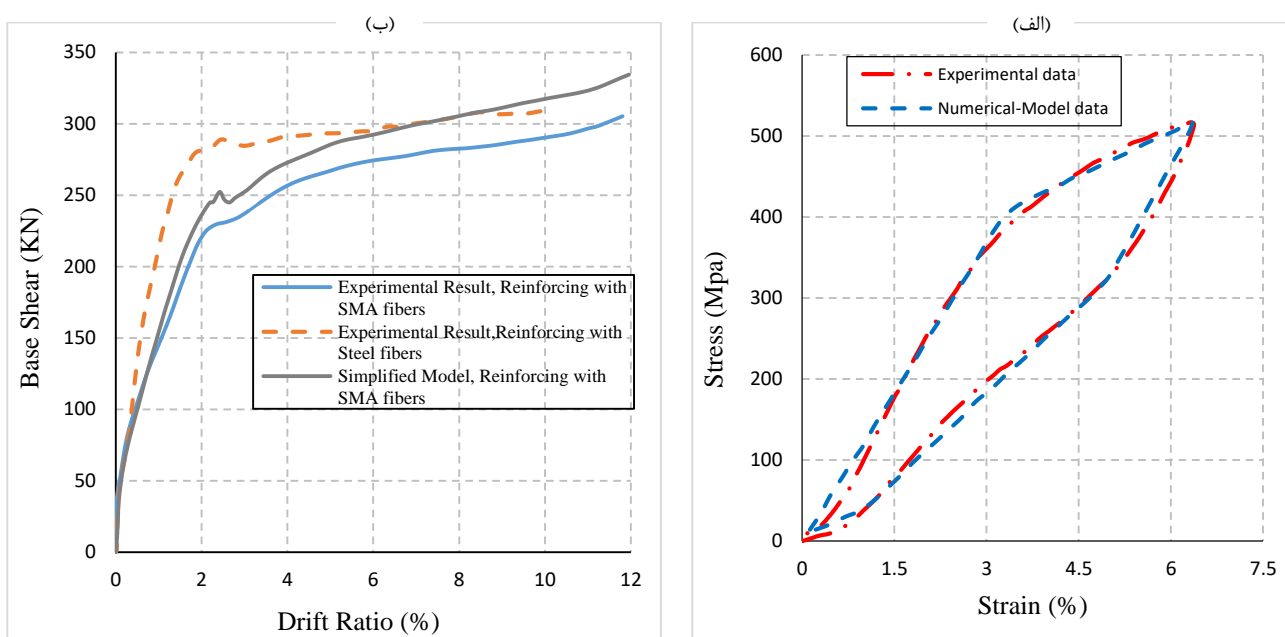 (ب)
350
300
250
200
150
100
50
0
Base Shear (KN)
Experimental Result, Reinforcing with
SMA fibers
Experimental Result,Reinforcing with
Steel fibers
Simplified Model, Reinforcing with
SMA fibers
0 2 4 6 8 10 12
Drift Ratio (%)
(الف)
600
500
400
300
200
100
0
Stress (Mpa)
Experimental data
Numerical-Model data
0 1.5 3 4.5 6 7.5
Strain (%)